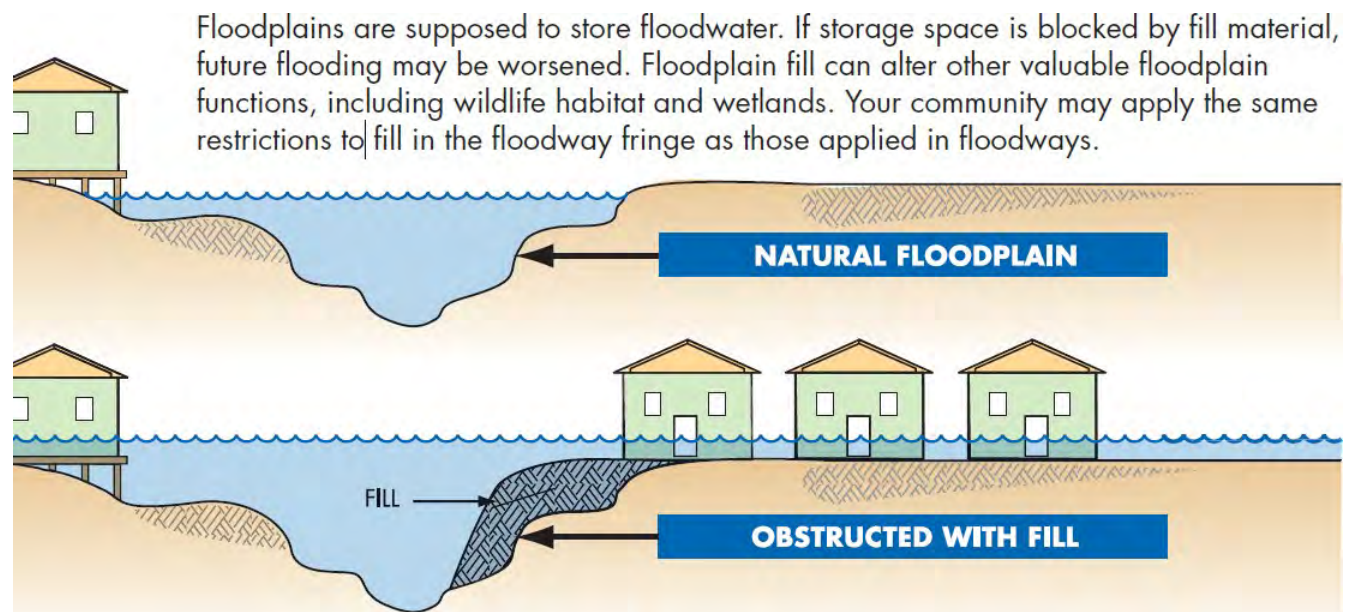 Floodplains are supposed to store floodwater. If storage space is blocked by fill material,
future flooding may be worsened. Floodplain fill can alter other valuable floodplain
functions, including wildlife habitat and wetlands. Your community may apply the same
restrictions to fill in the floodway fringe as those applied in floodways.
NATURAL FLOODPLAIN
FILL
OBSTRUCTED WITH FILL